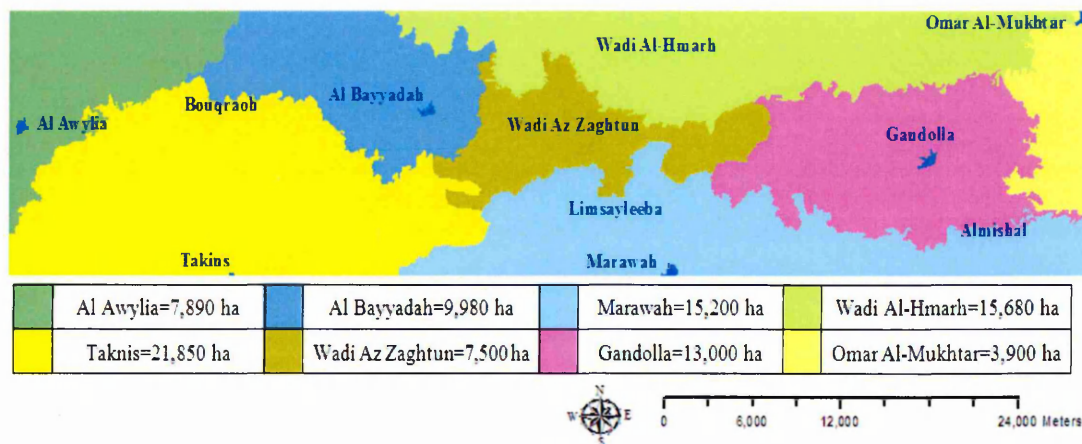 Omar Al-Mukhtar
Wadi Al-Hmarh
Bouqraob
Al Bayyadah
Al Awylia
Wadi Az Zaghtun
Gandolla
Limsayleeba
Almishal
Takins
Marawah
Al Awylia=7,890 ha
Al Bayyadah=9,980 ha
Marawah=15,200 ha
Wadi Al-Hmarh=15,680 ha
Taknis=21,850 ha
Wadi Az Zaghtun=7,500 ha
Gandolla=13,000 ha
Omar Al-Mukhtar=3,900 ha
N
W E
S
0 6,000 12,000 24,000 Meters